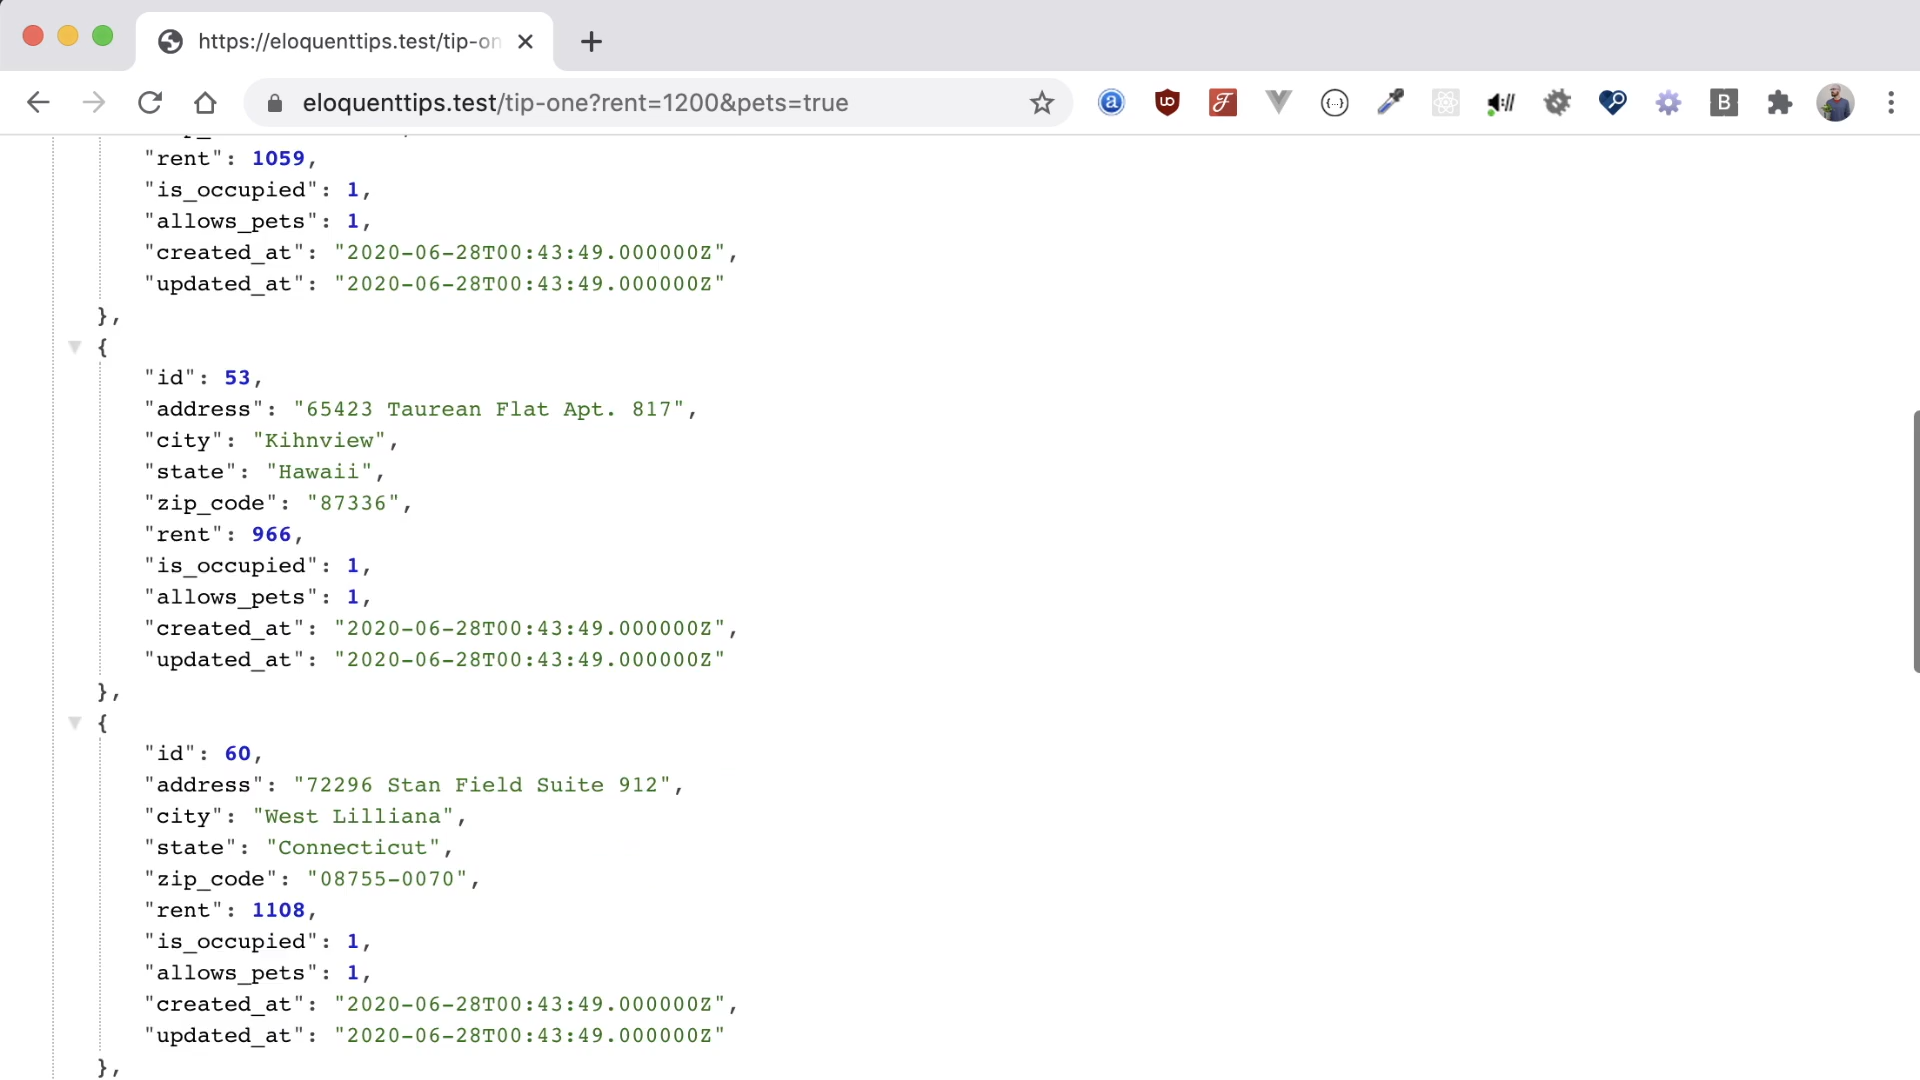 https://eloquenttips.test/tip-on
eloquenttips.test/tip-one?rent=1200&pets=true
"rent": 1059,
"is_occupied": 1,
"allows_pets": 1,
"created_at": "2020-06-28T00:43:49.000000Z",
"updated_at": "2020-06-28T00:43:49.000000Z"
},
{
"id": 53,
"address": "65423 Taurean Flat Apt. 817",
"city": "Kihnview",
"state": "Hawaii",
"zip_code": "87336",
"rent": 966,
"is_occupied": 1,
"allows_pets": 1,
"created_at": "2020-06-28T00:43:49.000000Z",
"updated_at": "2020-06-28T00:43:49.000000Z"
},
{
"id": 60,
"address": "72296 Stan Field Suite 912",
"city": "West Lilliana",
"state": "Connecticut",
"zip_code": "08755-0070",
"rent": 1108,
"is_occupied": 1,
"allows_pets": 1,
"created_at": "2020-06-28T00:43:49.000000Z",
"updated_at": "2020-06-28T00:43:49.000000Z"
},